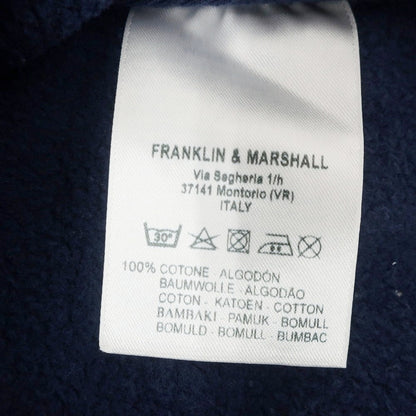 FRANKLIN & MARSHALL
Via Segheria 1/h
37141 Montorio (VR)
ITALY
30°
100% COTONE - ALGODÓN
BAUMWOLLE - ALGODÃO
COTON - KATOEN - COTTON
BAMBAKI - PAMUK - BOMULL
BOMULD - BOMULL - BUMBAC